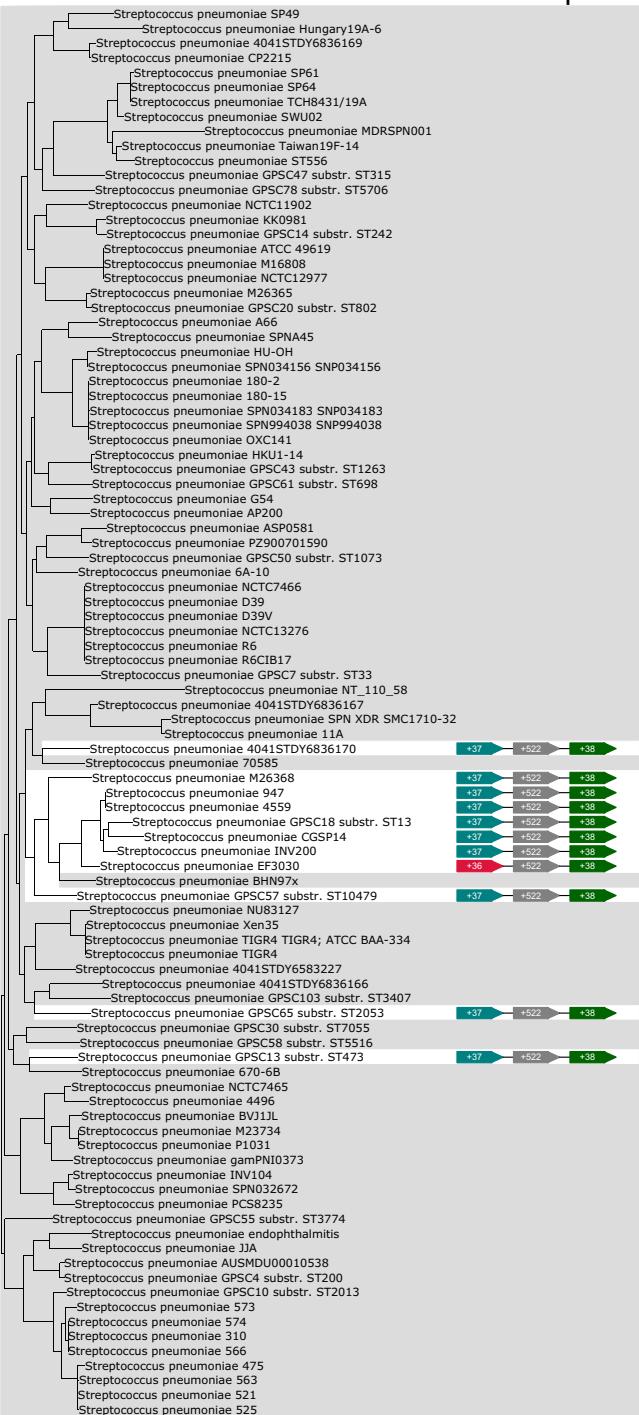 Streptococcus pneumoniae SP49
Streptococcus pneumoniae Hungary19A-6
Streptococcus pneumoniae 4041STDY6836169
Streptococcus pneumoniae CP2215
Streptococcus pneumoniae SP61
Streptococcus pneumoniae SP64
Streptococcus pneumoniae TCH8431/19A
Streptococcus pneumoniae SWU02
Streptococcus pneumoniae MDRSPN001
Streptococcus pneumoniae Taiwan19F-14
Streptococcus pneumoniae ST556
Streptococcus pneumoniae GPSC47 substr. ST315
Streptococcus pneumoniae GPSC78 substr. ST5706
Streptococcus pneumoniae NCTC11902
Streptococcus pneumoniae KK0981
Streptococcus pneumoniae GPSC14 substr. ST242
Streptococcus pneumoniae ATCC 49619
Streptococcus pneumoniae M16808
Streptococcus pneumoniae NCTC12977
Streptococcus pneumoniae M26365
Streptococcus pneumoniae GPSC20 substr. ST802
Streptococcus pneumoniae A66
Streptococcus pneumoniae SPNA45
Streptococcus pneumoniae HU-OH
Streptococcus pneumoniae SPN034156 SNP034156
Streptococcus pneumoniae 180-2
Streptococcus pneumoniae 180-15
Streptococcus pneumoniae SPN034183 SNP034183
Streptococcus pneumoniae SPN994038 SNP994038
Streptococcus pneumoniae OXC141
Streptococcus pneumoniae HKU1-14
Streptococcus pneumoniae GPSC43 substr. ST1263
Streptococcus pneumoniae GPSC61 substr. ST698
Streptococcus pneumoniae G54
Streptococcus pneumoniae AP200
Streptococcus pneumoniae ASP0581
Streptococcus pneumoniae PZ900701590
Streptococcus pneumoniae GPSC50 substr. ST1073
Streptococcus pneumoniae 6A-10
Streptococcus pneumoniae NCTC7466
Streptococcus pneumoniae D39
Streptococcus pneumoniae D39V
Streptococcus pneumoniae NCTC13276
Streptococcus pneumoniae R6
Streptococcus pneumoniae R6CIB17
Streptococcus pneumoniae GPSC7 substr. ST33
Streptococcus pneumoniae NT_110_58
Streptococcus pneumoniae 4041STDY6836167
Streptococcus pneumoniae SPN XDR SMC1710-32
Streptococcus pneumoniae 11A
Streptococcus pneumoniae 4041STDY6836170 +37 +522 +38
Streptococcus pneumoniae 70585
Streptococcus pneumoniae M26368 +37 +522 +38
Streptococcus pneumoniae 947 +37 +522 +38
Streptococcus pneumoniae 4559 +37 +522 +38
Streptococcus pneumoniae GPSC18 substr. ST13 +37 +522 +38
Streptococcus pneumoniae CGSP14 +37 +522 +38
Streptococcus pneumoniae INV200 +37 +522 +38
Streptococcus pneumoniae EF3030 +36 +522 +38
Streptococcus pneumoniae BHN97x
Streptococcus pneumoniae GPSC57 substr. ST10479 +37 +522 +38
Streptococcus pneumoniae NU83127
Streptococcus pneumoniae Xen35
Streptococcus pneumoniae TIGR4 TIGR4; ATCC BAA-334
Streptococcus pneumoniae TIGR4
Streptococcus pneumoniae 4041STDY6583227
Streptococcus pneumoniae 4041STDY6836166
Streptococcus pneumoniae GPSC103 substr. ST3407
Streptococcus pneumoniae GPSC65 substr. ST2053 +37 +522 +38
Streptococcus pneumoniae GPSC30 substr. ST7055
Streptococcus pneumoniae GPSC58 substr. ST5516
Streptococcus pneumoniae GPSC13 substr. ST473 +37 +522 +38
Streptococcus pneumoniae 670-6B
Streptococcus pneumoniae NCTC7465
Streptococcus pneumoniae 4496
Streptococcus pneumoniae BVJ1JL
Streptococcus pneumoniae M23734
Streptococcus pneumoniae P1031
Streptococcus pneumoniae gamPNI0373
Streptococcus pneumoniae INV104
Streptococcus pneumoniae SPN032672
Streptococcus pneumoniae PCS8235
Streptococcus pneumoniae GPSC55 substr. ST3774
Streptococcus pneumoniae endophthalmitis
Streptococcus pneumoniae JJA
Streptococcus pneumoniae AUSMDU00010538
Streptococcus pneumoniae GPSC4 substr. ST200
Streptococcus pneumoniae GPSC10 substr. ST2013
Streptococcus pneumoniae 573
Streptococcus pneumoniae 574
Streptococcus pneumoniae 310
Streptococcus pneumoniae 566
Streptococcus pneumoniae 475
Streptococcus pneumoniae 563
Streptococcus pneumoniae 521
Streptococcus pneumoniae 525